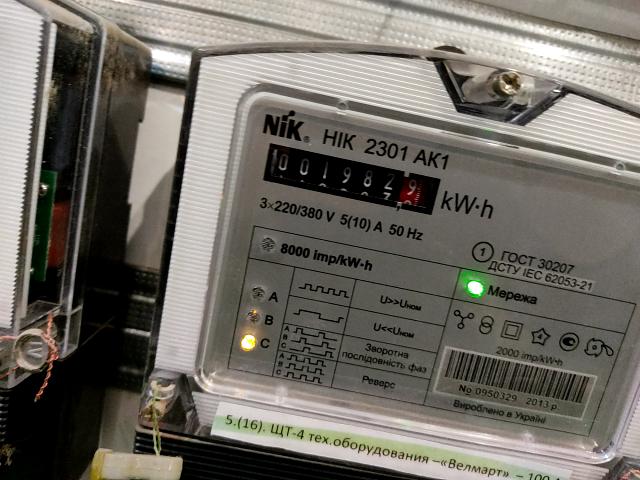 NiK® НІК 2301 АК1
0019829 kW·h
3×220/380 V 5(10) A 50 Hz
1 ГОСТ 30207
ДСТУ IEC 62053-21
8000 imp/kW·h
Мережа
A
B
C
U>>Uном
U<<Uном
A
B
C
Зворотна
послідовність фаз
A
B
C
Реверс
2000 imp/kW·h
№ 0950329 2013 р.
Вироблено в Україні
5.(16). ЩТ-4 тех.оборудования –«Велмарт» – 100